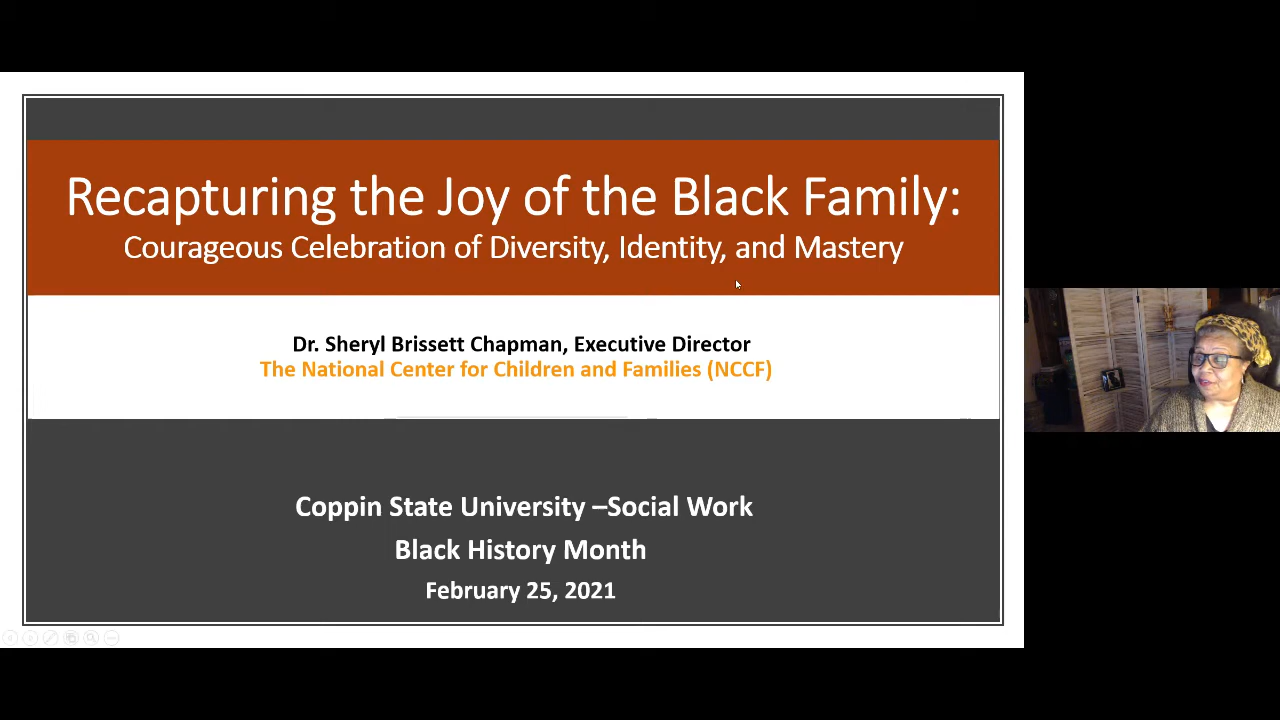 Recapturing the Joy of the Black Family:
Courageous Celebration of Diversity, Identity, and Mastery
Dr. Sheryl Brissett Chapman, Executive Director
The National Center for Children and Families (NCCF)
Coppin State University –Social Work
Black History Month
February 25, 2021